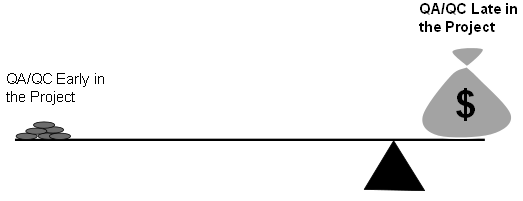 QA/QC Late in
the Project
QA/QC Early in
the Project
$